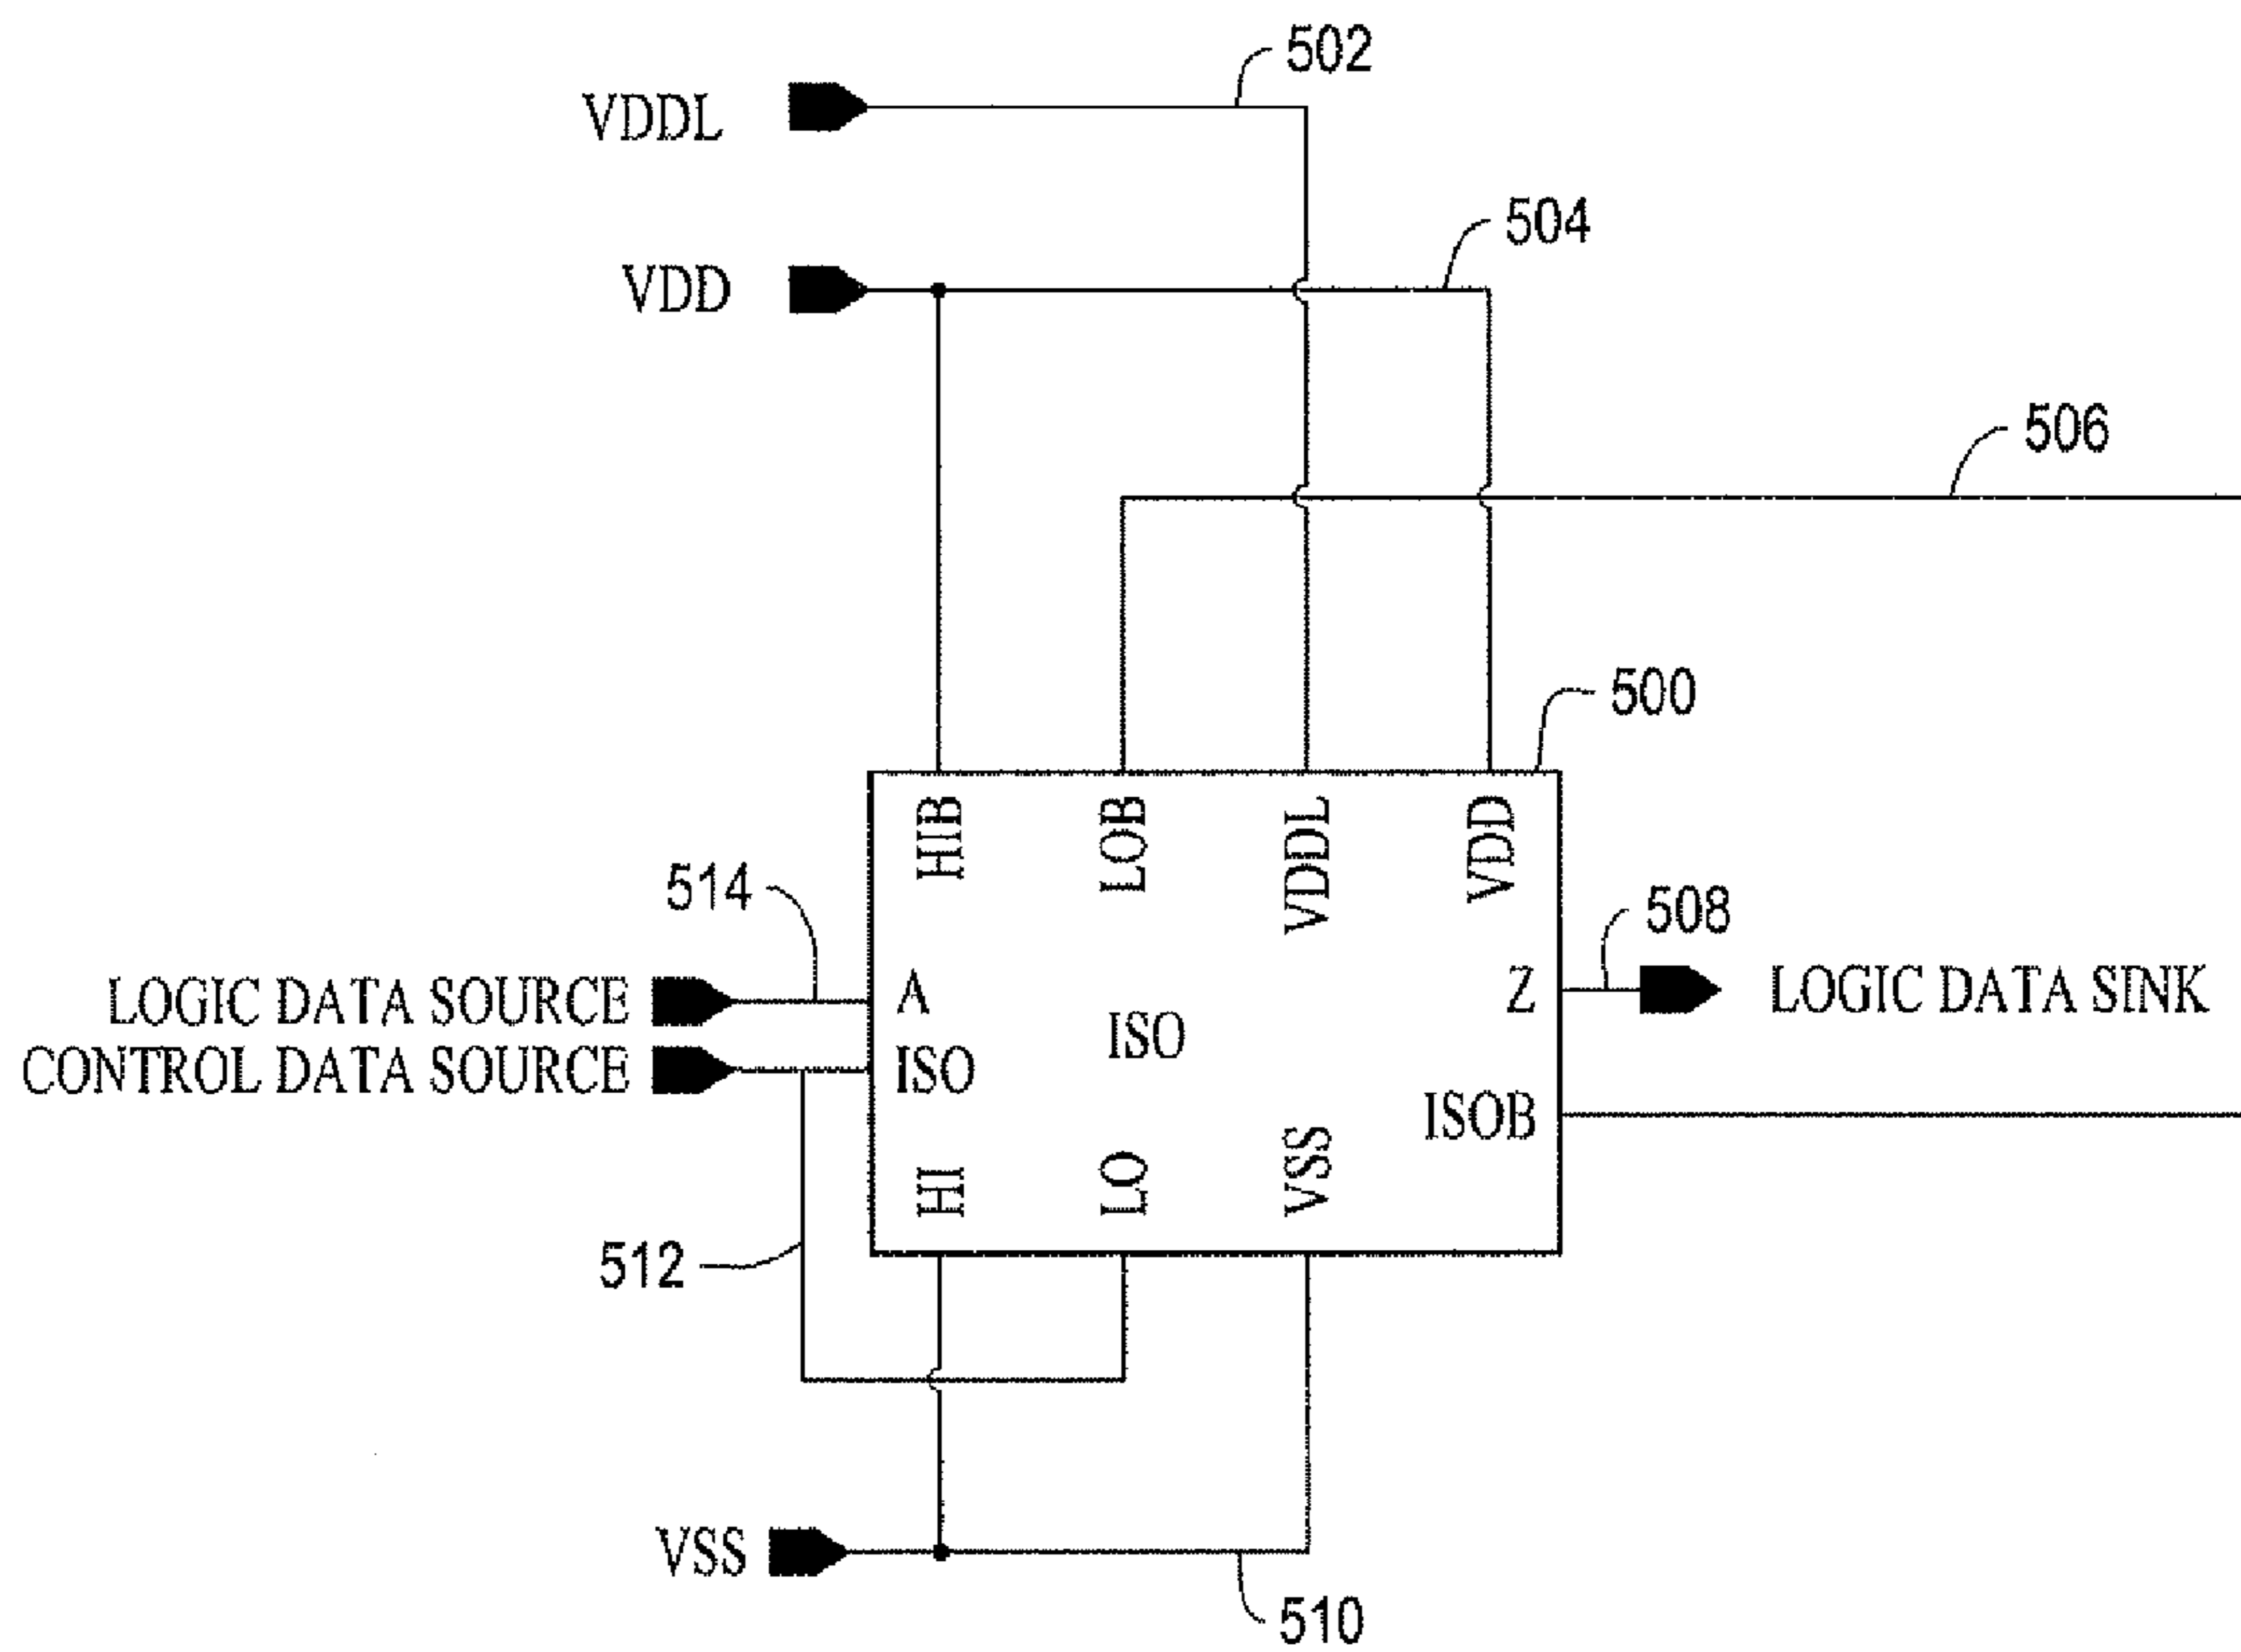 502
VDDL
504
VDD
506
500
HIB
LOB
VDDL
VDD
514
508
LOGIC DATA SOURCE
A
Z
LOGIC DATA SINK
ISO
CONTROL DATA SOURCE
ISO
ISOB
HI
LO
VSS
512
VSS
510